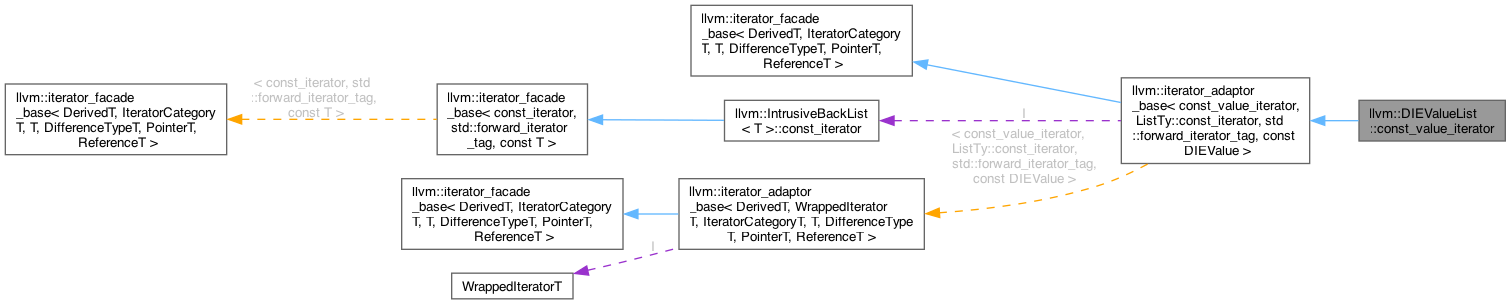 llvm::iterator_facade
_base< DerivedT, IteratorCategory
T, T, DifferenceTypeT, PointerT,
ReferenceT >
< const_iterator, std
::forward_iterator_tag,
const T >
llvm::iterator_facade
_base< const_iterator,
std::forward_iterator
_tag, const T >
llvm::iterator_facade
_base< DerivedT, IteratorCategory
T, T, DifferenceTypeT, PointerT,
ReferenceT >
llvm::IntrusiveBackList
< T >::const_iterator
I
< const_value_iterator,
ListTy::const_iterator,
std::forward_iterator_tag,
const DIEValue >
llvm::iterator_adaptor
_base< const_value_iterator,
ListTy::const_iterator, std
::forward_iterator_tag, const
DIEValue >
llvm::DIEValueList
::const_value_iterator
llvm::iterator_facade
_base< DerivedT, IteratorCategory
T, T, DifferenceTypeT, PointerT,
ReferenceT >
llvm::iterator_adaptor
_base< DerivedT, WrappedIterator
T, IteratorCategoryT, T, DifferenceType
T, PointerT, ReferenceT >
I
WrappedIteratorT